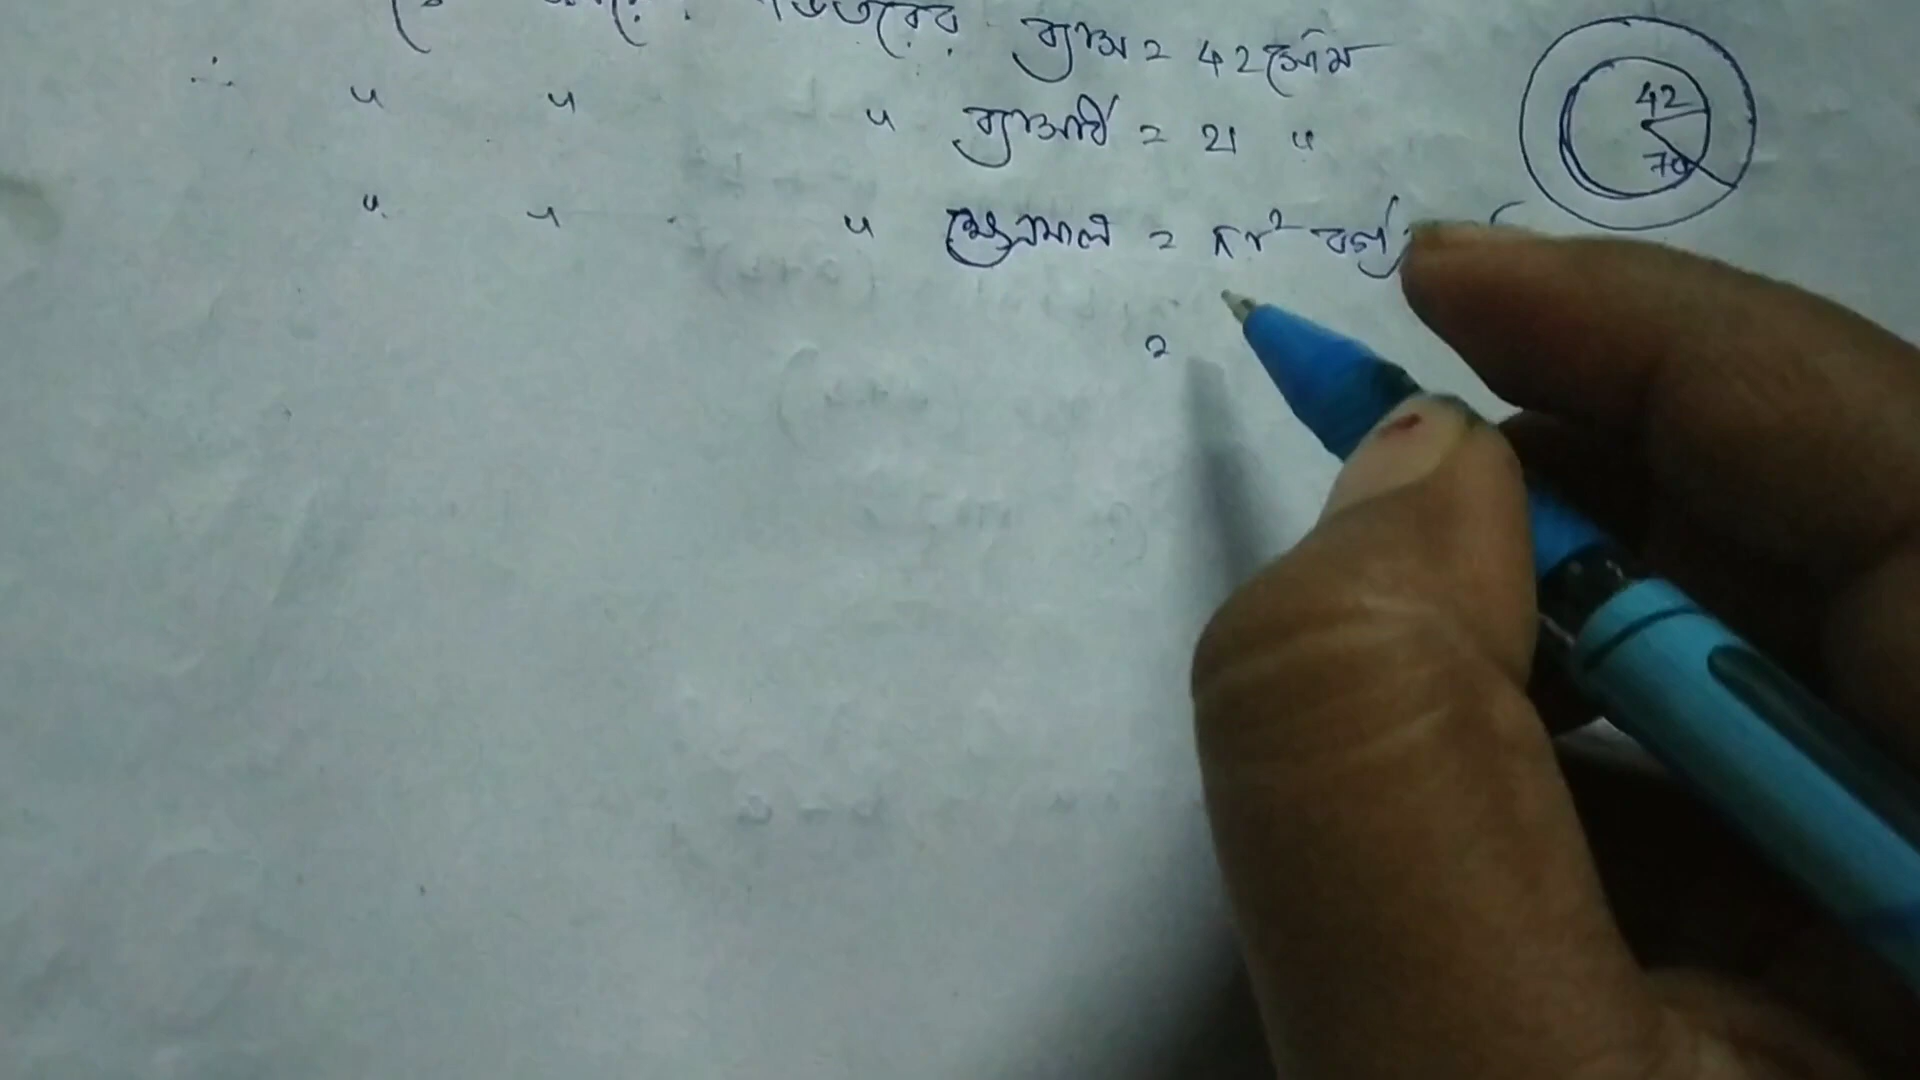 ভিতরের ব্যাস = 42 সেমি
∴ " " " ব্যাসার্ধ = 21 "
" " " ক্ষেত্রফল = πr² বর্গ
=
42
70